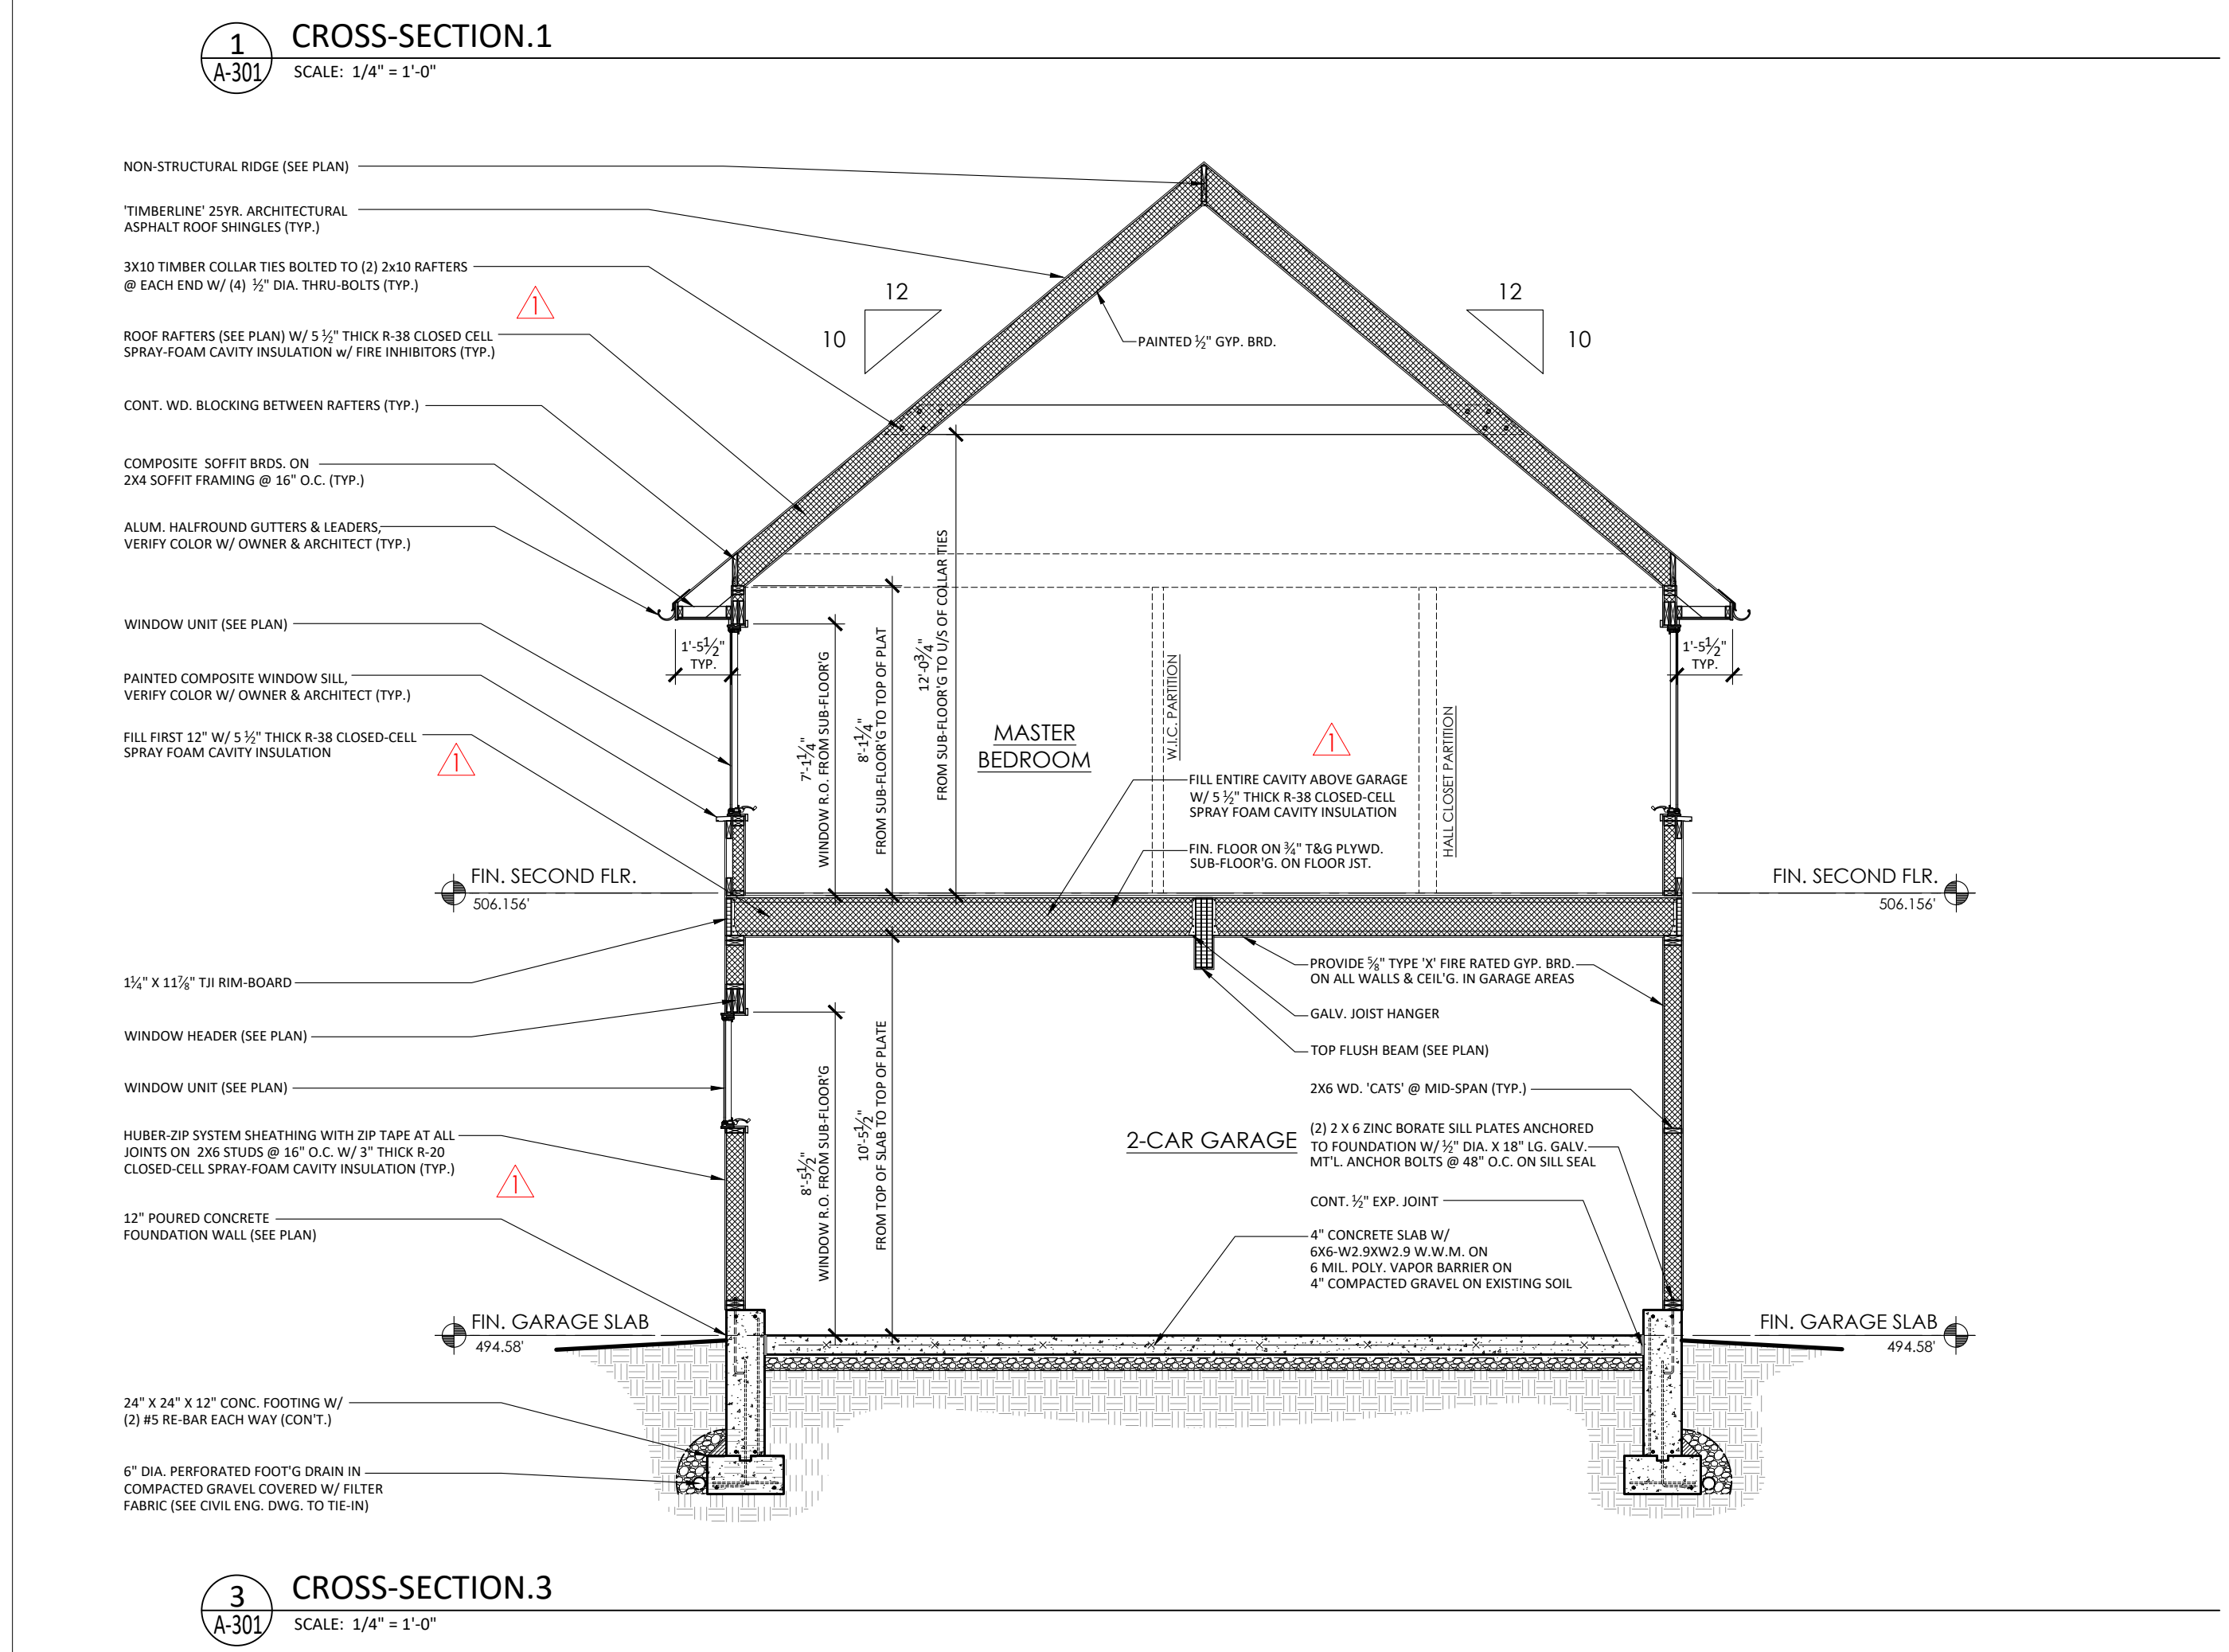 1
A-301
CROSS-SECTION.1
SCALE: 1/4" = 1'-0"
NON-STRUCTURAL RIDGE (SEE PLAN)
'TIMBERLINE' 25YR. ARCHITECTURAL
ASPHALT ROOF SHINGLES (TYP.)
3X10 TIMBER COLLAR TIES BOLTED TO (2) 2x10 RAFTERS
@ EACH END W/ (4) ½" DIA. THRU-BOLTS (TYP.)
1
ROOF RAFTERS (SEE PLAN) W/ 5 ½" THICK R-38 CLOSED CELL
SPRAY-FOAM CAVITY INSULATION w/ FIRE INHIBITORS (TYP.)
CONT. WD. BLOCKING BETWEEN RAFTERS (TYP.)
COMPOSITE SOFFIT BRDS. ON
2X4 SOFFIT FRAMING @ 16" O.C. (TYP.)
ALUM. HALFROUND GUTTERS & LEADERS,
VERIFY COLOR W/ OWNER & ARCHITECT (TYP.)
WINDOW UNIT (SEE PLAN)
PAINTED COMPOSITE WINDOW SILL,
VERIFY COLOR W/ OWNER & ARCHITECT (TYP.)
FILL FIRST 12" W/ 5 ½" THICK R-38 CLOSED-CELL
SPRAY FOAM CAVITY INSULATION
1
12
10
12
10
PAINTED ½" GYP. BRD.
1'-5½"
TYP.
1'-5½"
TYP.
7'-1¼"
WINDOW R.O. FROM SUB-FLOOR'G
8'-1¼"
FROM SUB-FLOOR'G TO TOP OF PLAT
12'-0¾"
FROM SUB-FLOOR'G TO U/S OF COLLAR TIES
MASTER
BEDROOM
W.I.C. PARTITION
1
HALL CLOSET PARTITION
FILL ENTIRE CAVITY ABOVE GARAGE
W/ 5 ½" THICK R-38 CLOSED-CELL
SPRAY FOAM CAVITY INSULATION
FIN. FLOOR ON ¾" T&G PLYWD.
SUB-FLOOR'G. ON FLOOR JST.
FIN. SECOND FLR.
506.156'
FIN. SECOND FLR.
506.156'
1¼" X 11⅞" TJI RIM-BOARD
WINDOW HEADER (SEE PLAN)
WINDOW UNIT (SEE PLAN)
HUBER-ZIP SYSTEM SHEATHING WITH ZIP TAPE AT ALL
JOINTS ON 2X6 STUDS @ 16" O.C. W/ 3" THICK R-20
CLOSED-CELL SPRAY-FOAM CAVITY INSULATION (TYP.)
1
12" POURED CONCRETE
FOUNDATION WALL (SEE PLAN)
8'-5½"
WINDOW R.O. FROM SUB-FLOOR'G
10'-5½"
FROM TOP OF SLAB TO TOP OF PLATE
PROVIDE ⅝" TYPE 'X' FIRE RATED GYP. BRD.
ON ALL WALLS & CEIL'G. IN GARAGE AREAS
GALV. JOIST HANGER
TOP FLUSH BEAM (SEE PLAN)
2X6 WD. 'CATS' @ MID-SPAN (TYP.)
2-CAR GARAGE
(2) 2 X 6 ZINC BORATE SILL PLATES ANCHORED
TO FOUNDATION W/ ½" DIA. X 18" LG. GALV.
MT'L. ANCHOR BOLTS @ 48" O.C. ON SILL SEAL
CONT. ½" EXP. JOINT
4" CONCRETE SLAB W/
6X6-W2.9XW2.9 W.W.M. ON
6 MIL. POLY. VAPOR BARRIER ON
4" COMPACTED GRAVEL ON EXISTING SOIL
FIN. GARAGE SLAB
494.58'
FIN. GARAGE SLAB
494.58'
24" X 24" X 12" CONC. FOOTING W/
(2) #5 RE-BAR EACH WAY (CON'T.)
6" DIA. PERFORATED FOOT'G DRAIN IN
COMPACTED GRAVEL COVERED W/ FILTER
FABRIC (SEE CIVIL ENG. DWG. TO TIE-IN)
3
A-301
CROSS-SECTION.3
SCALE: 1/4" = 1'-0"